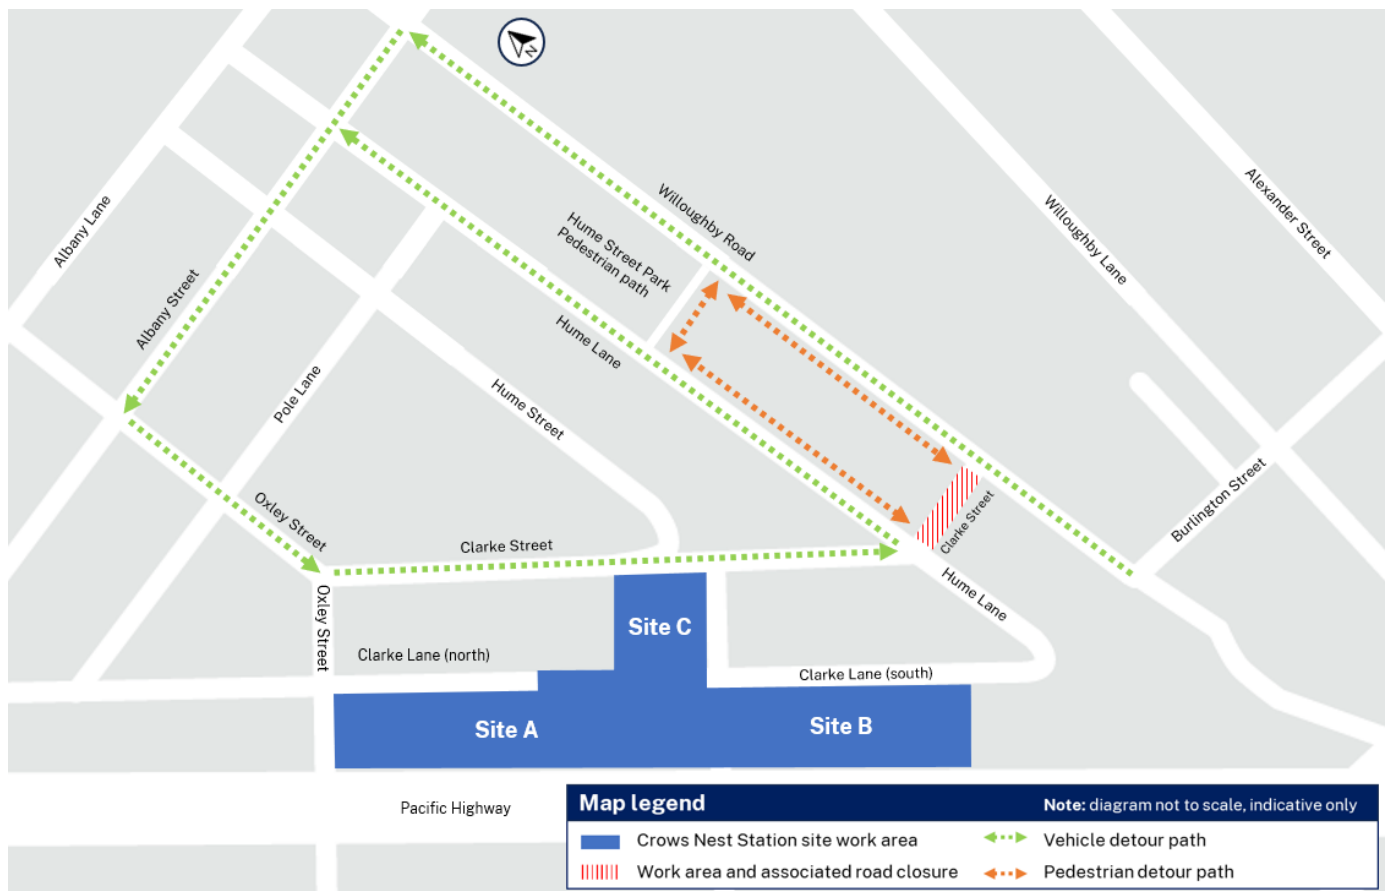 N
Albany Lane
Albany Street
Pole Lane
Oxley Street
Oxley Street
Hume Street Park
Pedestrian path
Willoughby Road
Hume Lane
Hume Street
Willoughby Lane
Alexander Street
Burlington Street
Clarke Street
Clarke Street
Hume Lane
Clarke Lane (north)
Clarke Lane (south)
Site C
Site A
Site B
Pacific Highway
Map legend
Note: diagram not to scale, indicative only
Crows Nest Station site work area
Vehicle detour path
Work area and associated road closure
Pedestrian detour path